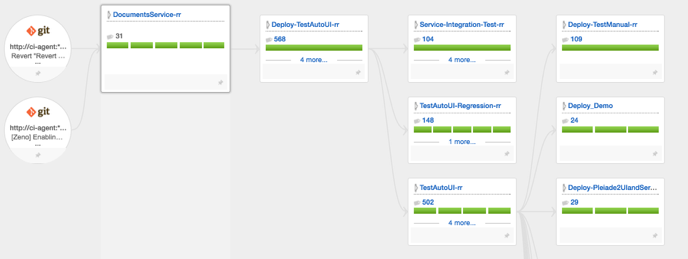 git
http://ci-agent:*...
Revert "Revert ...
...
git
http://ci-agent:*...
[Zeno] Enablin...
...
DocumentsService-rr
31
Deploy-TestAutoUI-rr
568
4 more...
Service-Integration-Test-rr
104
4 more...
TestAutoUI-Regression-rr
148
1 more...
TestAutoUI-rr
502
4 more...
Deploy-TestManual-rr
109
Deploy_Demo
24
Deploy-Pleiade2UIandSer...
29